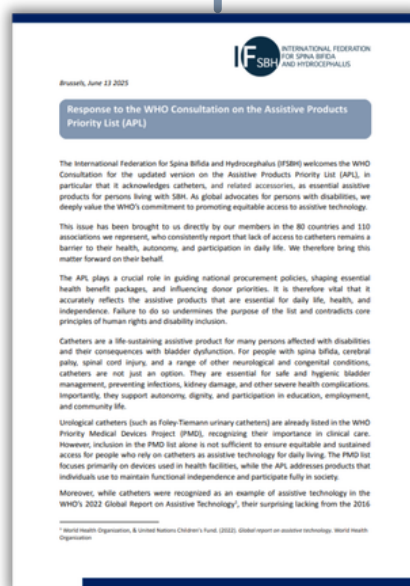 IFSBH
INTERNATIONAL FEDERATION
FOR SPINA BIFIDA
AND HYDROCEPHALUS
Brussels, June 13 2025
Response to the WHO Consultation on the Assistive Products
Priority List (APL)
The International Federation for Spina Bifida and Hydrocephalus (IFSBH) welcomes the WHO
Consultation for the updated version on the Assistive Products Priority List (APL), in
particular that it acknowledges catheters, and related accessories, as essential assistive
products for persons living with SBH. As global advocates for persons with disabilities, we
deeply value the WHO's commitment to promoting equitable access to assistive technology.
This issue has been brought to us directly by our members in the 80 countries and 110
associations we represent, who consistently report that lack of access to catheters remains a
barrier to their health, autonomy, and participation in daily life. We therefore bring this
matter forward on their behalf.
The APL plays a crucial role in guiding national procurement policies, shaping essential
health benefit packages, and influencing donor priorities. It is therefore vital that it
accurately reflects the assistive products that are essential for daily life, health, and
independence. Failure to do so undermines the purpose of the list and contradicts core
principles of human rights and disability inclusion.
Catheters are a life-sustaining assistive product for many persons affected with disabilities
and their consequences with bladder dysfunction. For people with spina bifida, cerebral
palsy, spinal cord injury, and a range of other neurological and congenital conditions,
catheters are not just an option. They are essential for safe and hygienic bladder
management, preventing infections, kidney damage, and other severe health complications.
Importantly, they support autonomy, dignity, and participation in education, employment,
and community life.
Urological catheters (such as Foley-Tiemann urinary catheters) are already listed in the WHO
Priority Medical Devices Project (PMD), recognizing their importance in clinical care.
However, inclusion in the PMD list alone is not sufficient to ensure equitable and sustained
access for people who rely on catheters as assistive technology for daily living. The PMD list
focuses primarily on devices used in health facilities, while the APL addresses products that
individuals use to maintain functional independence and participate fully in society.
Moreover, while catheters were recognized as an example of assistive technology in the
WHO's 2022 Global Report on Assistive Technology¹, their surprising lacking from the 2016
¹ World Health Organization, & United Nations Children's Fund. (2022). Global report on assistive technology. World Health
Organization